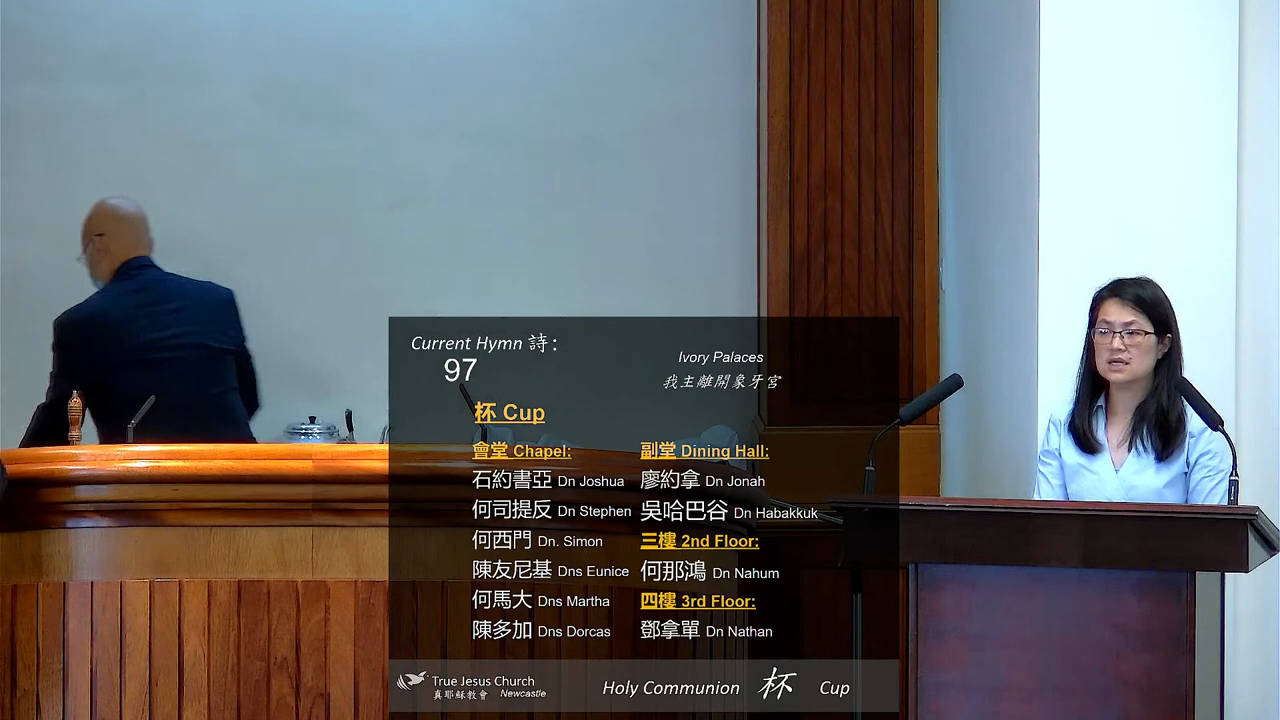 Current Hymn 詩:
97
Ivory Palaces
我主離開象牙宮
杯 Cup
會堂 Chapel:
石約書亞 Dn Joshua
何司提反 Dn Stephen
何西門 Dn. Simon
陳友尼基 Dns Eunice
何馬大 Dns Martha
陳多加 Dns Dorcas
副堂 Dining Hall:
廖約拿 Dn Jonah
吳哈巴谷 Dn Habakkuk
三樓 2nd Floor:
何那鴻 Dn Nahum
四樓 3rd Floor:
鄧拿單 Dn Nathan
True Jesus Church
真耶穌教會 Newcastle
Holy Communion 杯 Cup